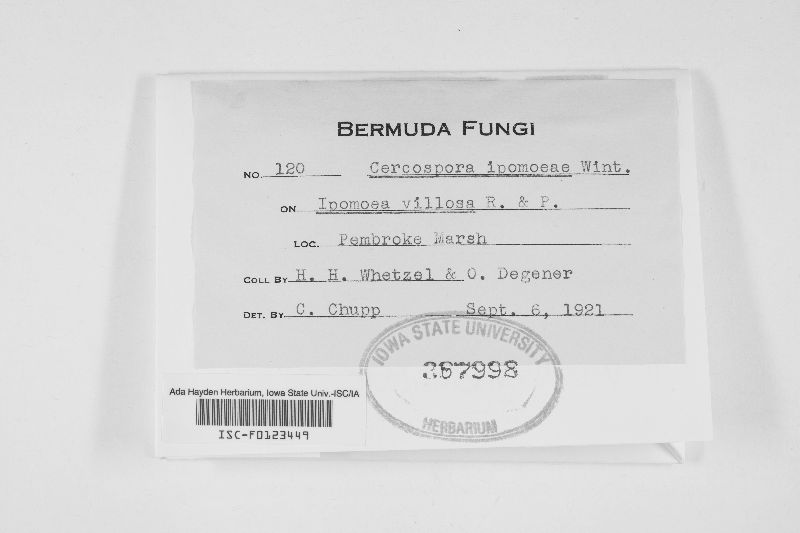 BERMUDA FUNGI
NO. 120 Cercospora ipomoeae Wint.
ON Ipomoea villosa R. & P.
LOC. Pembroke Marsh
COLL BY H. H. Whetzel & O. Degener
DET. BY C. Chupp Sept. 6, 1921
IOWA STATE UNIVERSITY
367998
HERBARIUM
Ada Hayden Herbarium, Iowa State Univ.-ISC/IA
ISC-F0123449